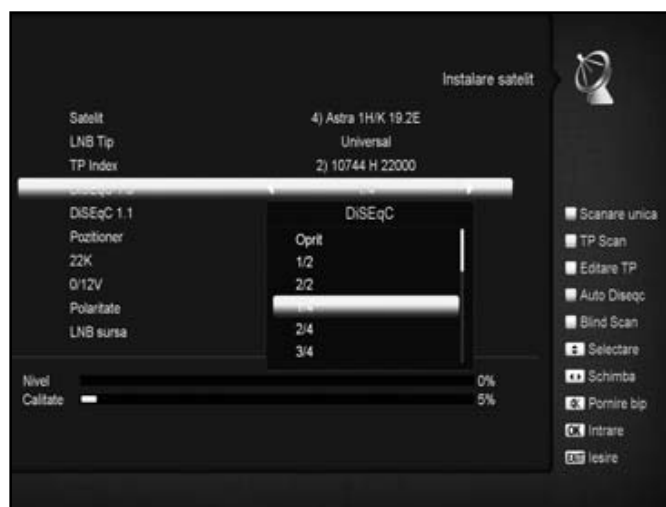 Instalare satelit
Satelit 4) Astra 1H/K 19.2E
LNB Tip Universal
TP Index 2) 10744 H 22000
DiSEqC 1.1
Pozitioner
22K
0/12V
Polaritate
LNB sursa
DiSEqC
Oprit
1/2
2/2
2/4
3/4
Nivel 0%
Calitate 5%
Scanare unica
TP Scan
Editare TP
Auto Diseqc
Blind Scan
Selectare
Schimba
Pornire bip
OK Intrare
EXIT Iesire